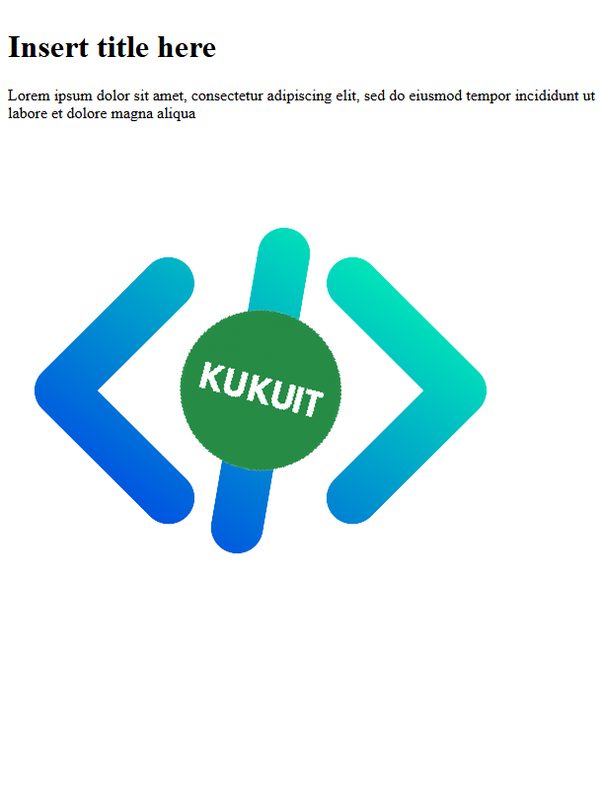 Insert title here
Lorem ipsum dolor sit amet, consectetur adipiscing elit, sed do eiusmod tempor incididunt ut
labore et dolore magna aliqua
KUKUIT